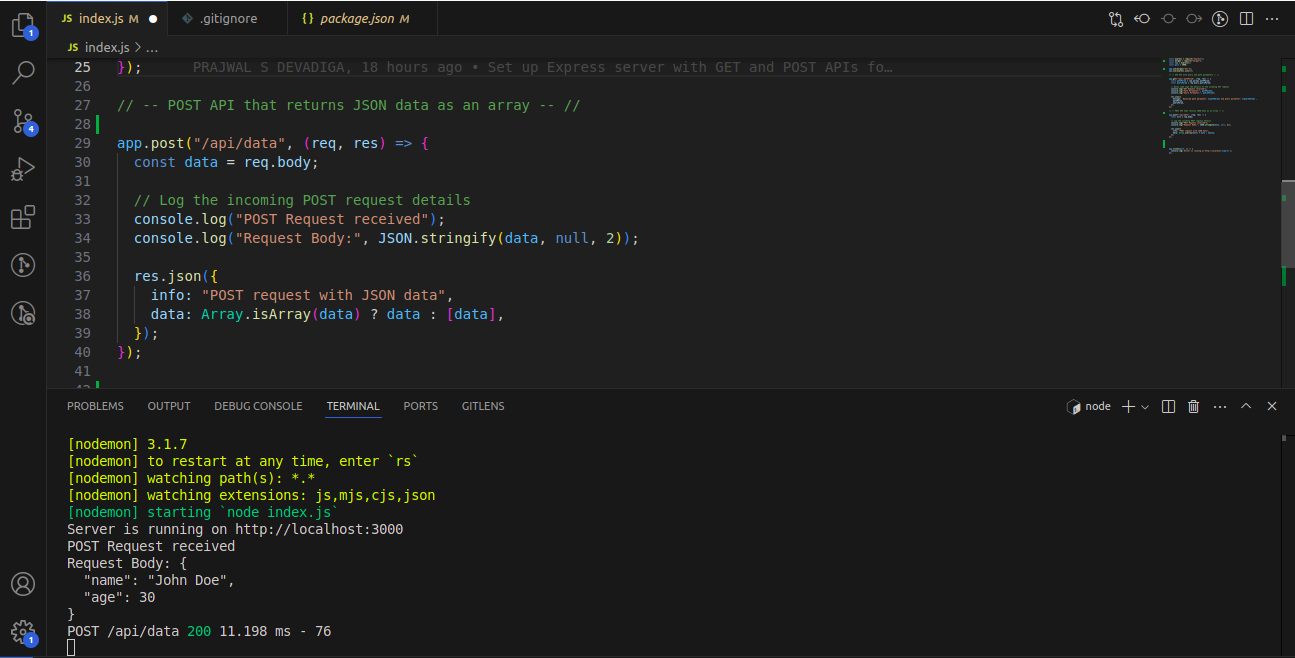 1
JS index.js M
.gitignore
{} package.json M
JS index.js > ...
25 }); PRAJWAL S DEVADIGA, 18 hours ago • Set up Express server with GET and POST APIs fo…
26
27 // -- POST API that returns JSON data as an array -- //
28
29 app.post("/api/data", (req, res) => {
30 const data = req.body;
31
32 // Log the incoming POST request details
33 console.log("POST Request received");
34 console.log("Request Body:", JSON.stringify(data, null, 2));
35
36 res.json({
37 info: "POST request with JSON data",
38 data: Array.isArray(data) ? data : [data],
39 });
40 });
41
4
PROBLEMS OUTPUT DEBUG CONSOLE TERMINAL PORTS GITLENS
node
[nodemon] 3.1.7
[nodemon] to restart at any time, enter `rs`
[nodemon] watching path(s): *.*
[nodemon] watching extensions: js,mjs,cjs,json
[nodemon] starting `node index.js`
Server is running on http://localhost:3000
POST Request received
Request Body: {
"name": "John Doe",
"age": 30
}
POST /api/data 200 11.198 ms - 76
1